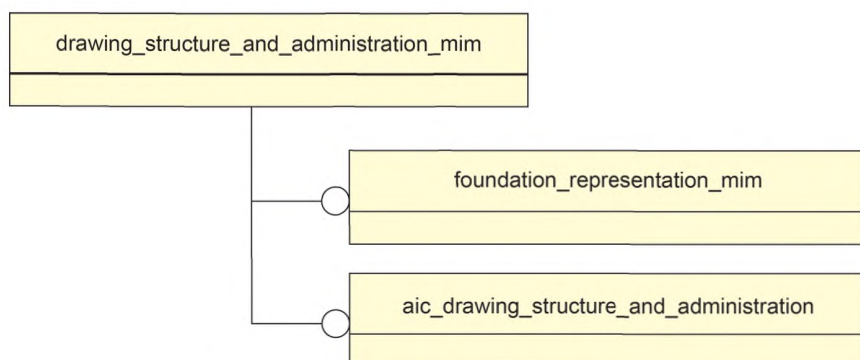 drawing_structure_and_administration_mim
foundation_representation_mim
aic_drawing_structure_and_administration